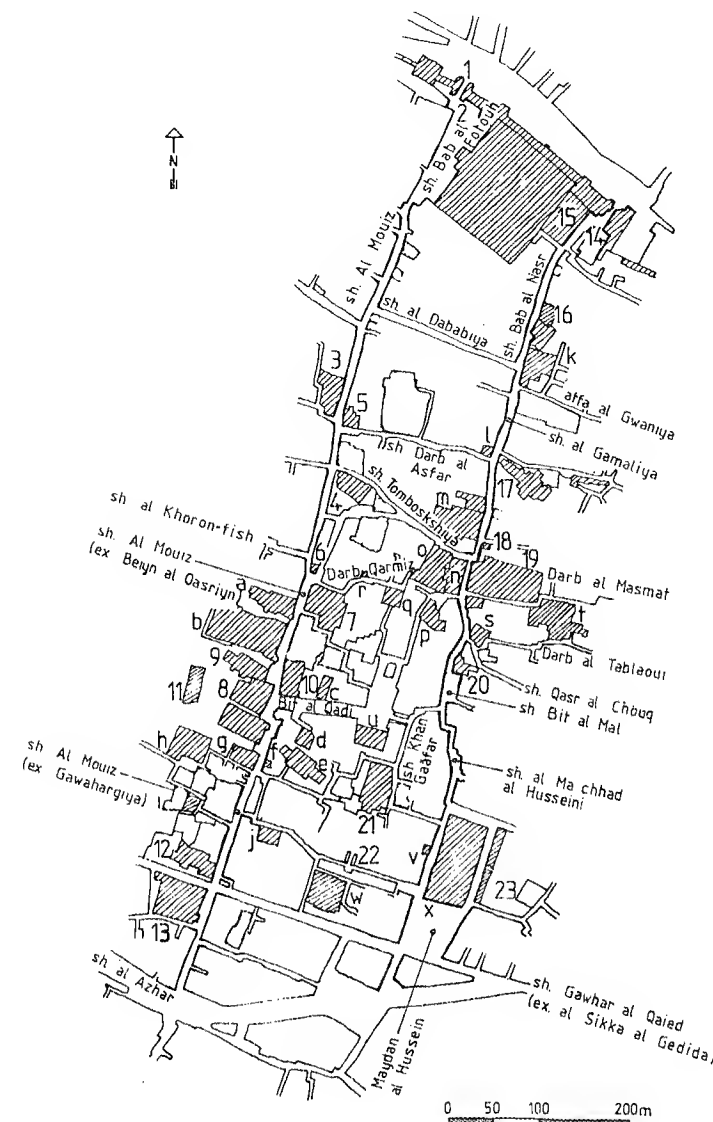 1
2
sh. Bab al Fotouh
N
sh. Al Mouiz
15
14
sh. Bab al Nasr
16
sh. al Dababiya
k
3
5
atfa al Gwaniya
sh. al Gamaliya
l
sh Darb al
Asfar
17
m
4
sh. Tomboskshiya
sh al Khoron-fish
sh. Al Mouiz
(ex Beiyn al Qasriyn)
6
18
19
o
n
Darb Qarmiz
Darb al Masmat
a
r
7
q
p
s
t
b
9
Darb al Tablaoui
20
sh. Qasr al Chouq
sh Bit al Mal
11
8
10
c
Bit al Qadi
u
d
h
g
f
e
sh Khan
Gaafar
sh. Al Mouiz
(ex Gawahargiya)
i
sh. al Machhad
al Husseini
21
j
22
v
12
w
x
23
13
sh. al Azhar
sh. Gawhar al Qaied
(ex. al Sikka al Gedida)
Maydan
al Hussein
0 50 100 200m